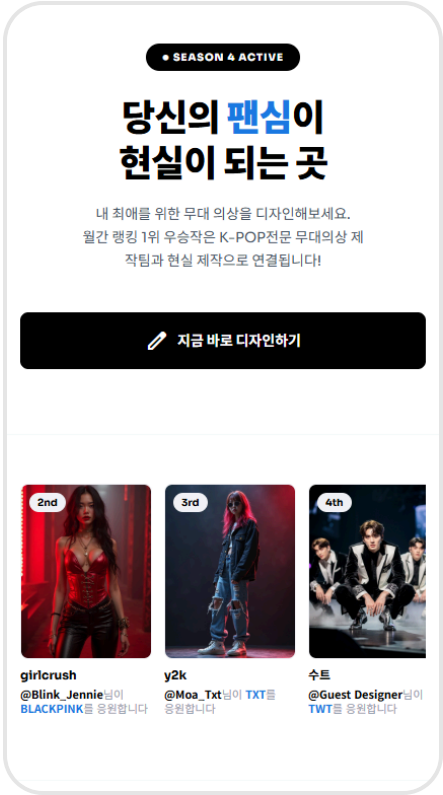 SEASON 4 ACTIVE
당신의 팬심이
현실이 되는 곳
내 최애를 위한 무대 의상을 디자인해보세요.
월간 랭킹 1위 우승작은 K-POP전문 무대의상 제
작팀과 현실 제작으로 연결됩니다!
지금 바로 디자인하기
2nd
3rd
4th
girlcrush
@Blink_Jennie님이
BLACKPINK를 응원합니다
y2k
@Moa_Txt님이 TXT를
응원합니다
수트
@Guest Designer님이
TWT를 응원합니다